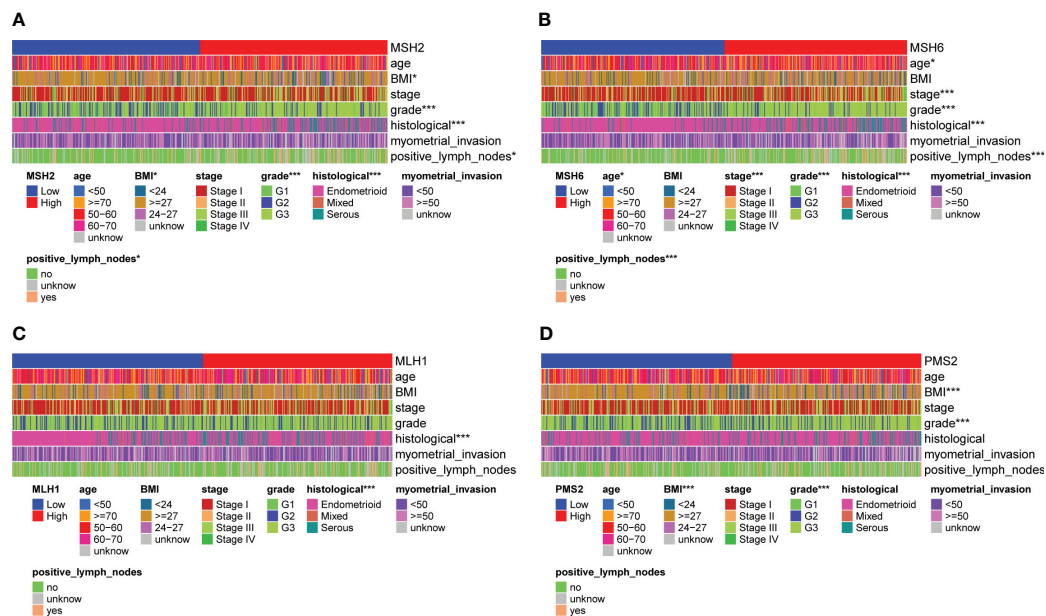 A
MSH2
age
BMI*
stage
grade***
histological***
myometrial_invasion
positive_lymph_nodes*
MSH2 age BMI* stage grade*** histological*** myometrial_invasion
Low <50 <24 Stage I G1 Endometrioid <50
High >=70 >=27 Stage II G2 Mixed >=50
50−60 24−27 Stage III G3 Serous unknow
60−70 unknow Stage IV
unknow
positive_lymph_nodes*
no
unknow
yes
B
MSH6
age*
BMI
stage***
grade***
histological***
myometrial_invasion
positive_lymph_nodes***
MSH6 age* BMI stage*** grade*** histological*** myometrial_invasion
Low <50 <24 Stage I G1 Endometrioid <50
High >=70 >=27 Stage II G2 Mixed >=50
50−60 24−27 Stage III G3 Serous unknow
60−70 unknow Stage IV
unknow
positive_lymph_nodes***
no
unknow
yes
C
MLH1
age
BMI
stage
grade
histological***
myometrial_invasion
positive_lymph_nodes
MLH1 age BMI stage grade histological*** myometrial_invasion
Low <50 <24 Stage I G1 Endometrioid <50
High >=70 >=27 Stage II G2 Mixed >=50
50−60 24−27 Stage III G3 Serous unknow
60−70 unknow Stage IV
unknow
positive_lymph_nodes
no
unknow
yes
D
PMS2
age
BMI***
stage
grade***
histological
myometrial_invasion
positive_lymph_nodes
PMS2 age BMI*** stage grade*** histological myometrial_invasion
Low <50 <24 Stage I G1 Endometrioid <50
High >=70 >=27 Stage II G2 Mixed >=50
50−60 24−27 Stage III G3 Serous unknow
60−70 unknow Stage IV
unknow
positive_lymph_nodes
no
unknow
yes